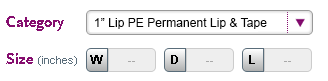 Category 1” Lip PE Permanent Lip & Tape
Size (inches) W -- D -- L --